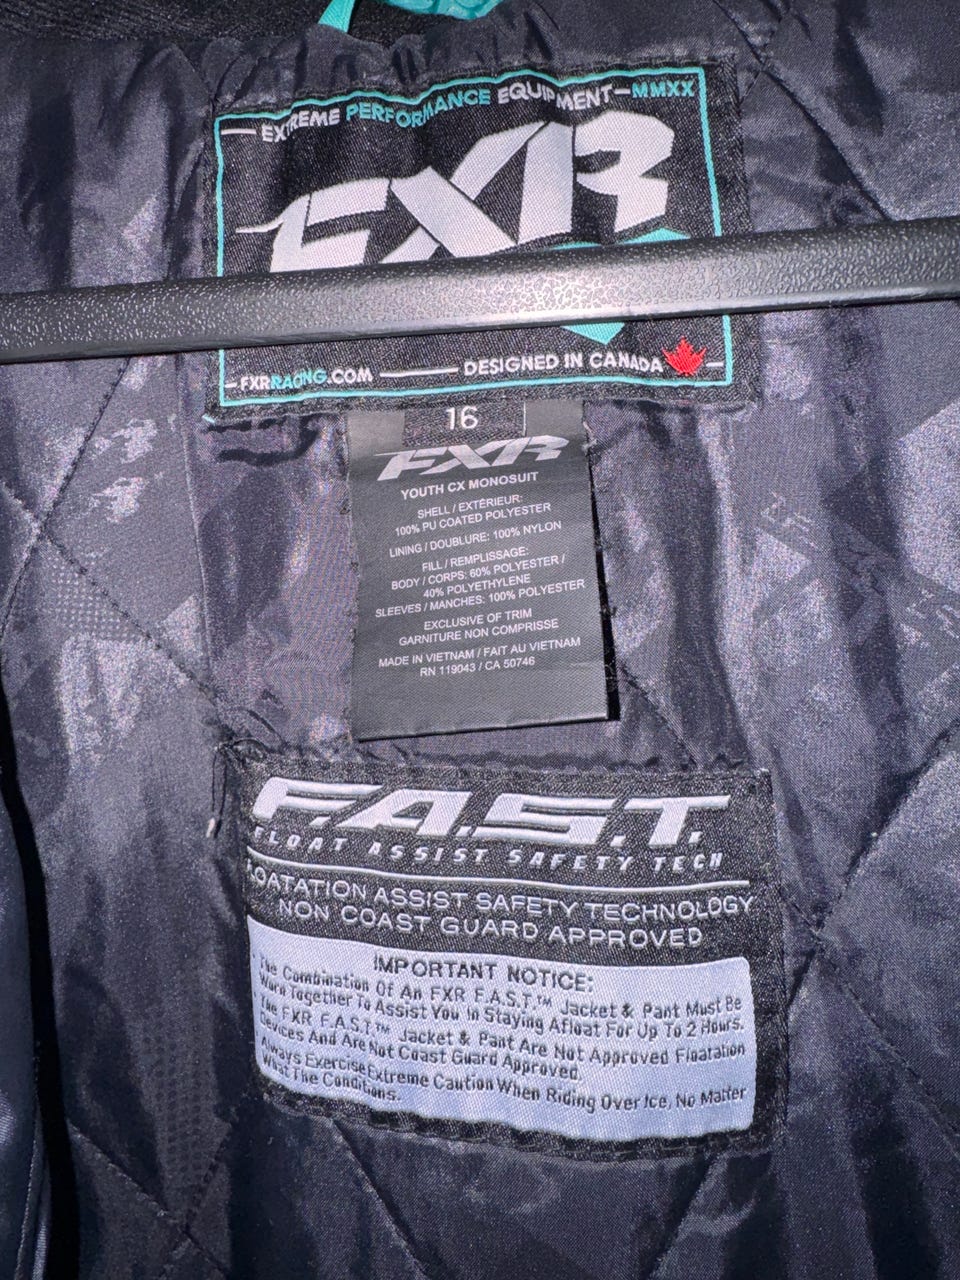 EXTREME PERFORMANCE EQUIPMENT-MMXX
FXR
-FXRRACING.COM — DESIGNED IN CANADA -
16
FXR
YOUTH CX MONOSUIT
SHELL / EXTÉRIEUR:
100% PU COATED POLYESTER
LINING / DOUBLURE: 100% NYLON
FILL / REMPLISSAGE:
BODY / CORPS: 60% POLYESTER /
40% POLYETHYLENE
SLEEVES / MANCHES: 100% POLYESTER
EXCLUSIVE OF TRIM
GARNITURE NON COMPRISE
MADE IN VIETNAM / FAIT AU VIETNAM
RN 119043 / CA 50746
F.A.S.T.
FLOAT ASSIST SAFETY TECH
LOATATION ASSIST SAFETY TECHNOLOGY
NON COAST GUARD APPROVED
IMPORTANT NOTICE:
The Combination Of An FXR F.A.S.T.™ Jacket & Pant Must Be
Worn Together To Assist You In Staying Afloat For Up To 2 Hours.
The FXR F.A.S.T™ Jacket & Pant Are Not Approved Floatation
Devices And Are Not Coast Guard Approved.
Always Exercise Extreme Caution When Riding Over Ice, No Matter
What The Conditions.